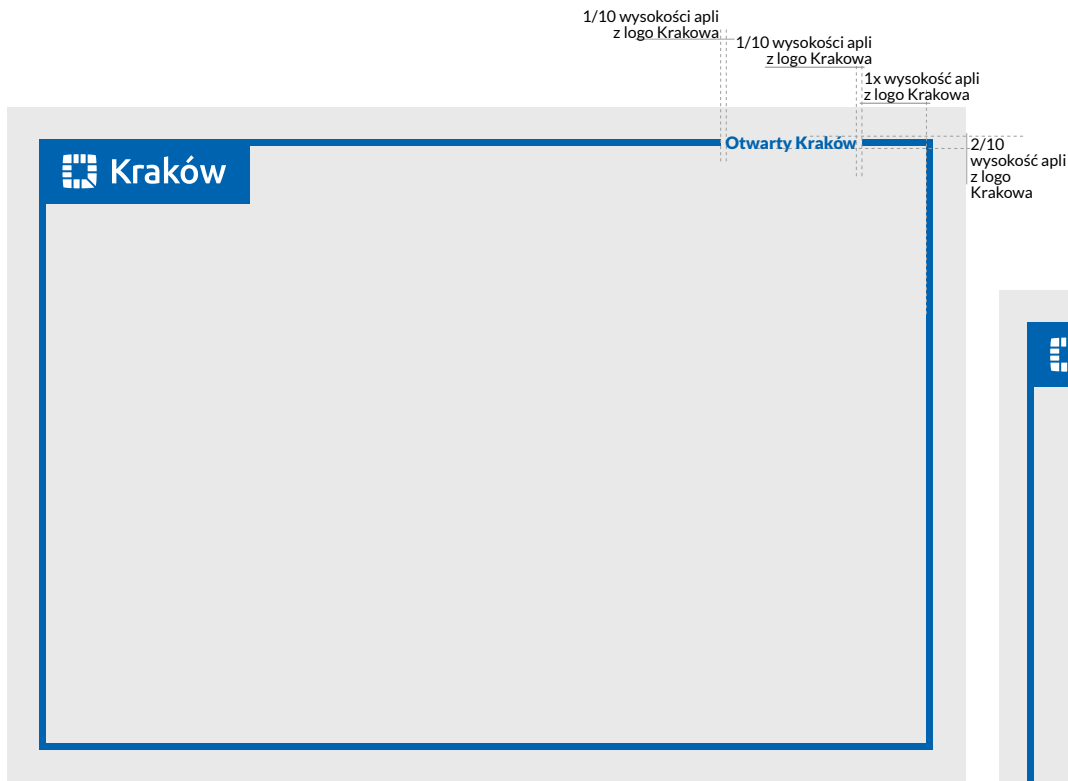 1/10 wysokości apli
z logo Krakowa
1/10 wysokości apli
z logo Krakowa
1x wysokość apli
z logo Krakowa
Otwarty Kraków
2/10
wysokość apli
z logo
Krakowa
Kraków